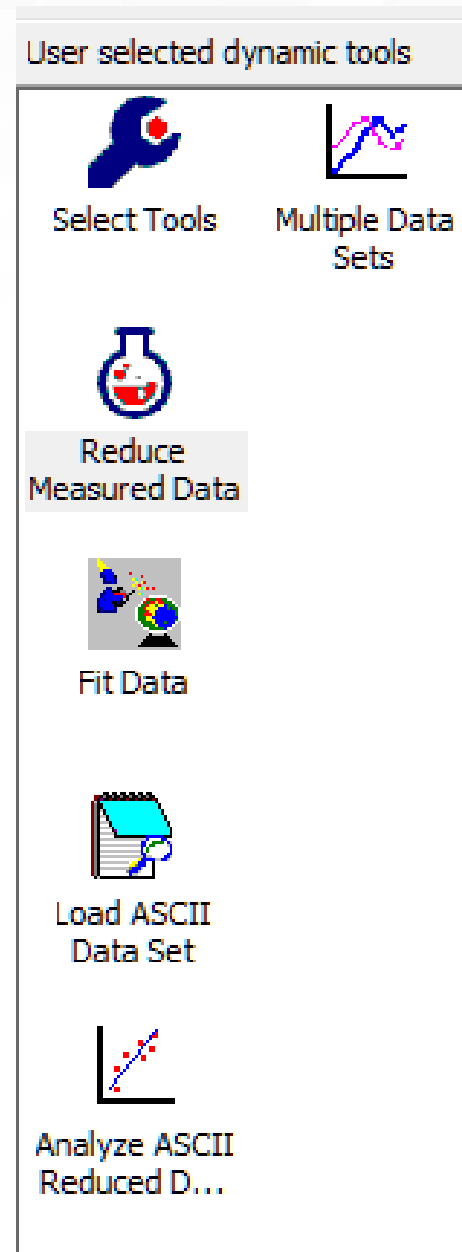 User selected dynamic tools
Select Tools
Multiple Data
Sets
Reduce
Measured Data
Fit Data
Load ASCII
Data Set
Analyze ASCII
Reduced D...